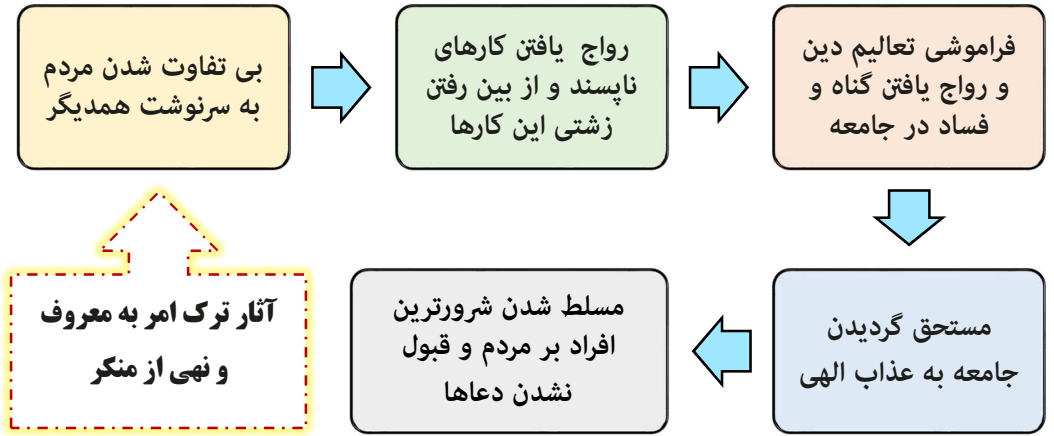 بی تفاوت شدن مردم
به سرنوشت همدیگر
رواج یافتن کارهای
ناپسند و از بین رفتن
زشتی این کارها
فراموشی تعالیم دین
و رواج یافتن گناه و
فساد در جامعه
مستحق گردیدن
جامعه به عذاب الهی
مسلط شدن شرورترین
افراد بر مردم و قبول
نشدن دعاها
آثار ترک امر به معروف
و نهی از منکر